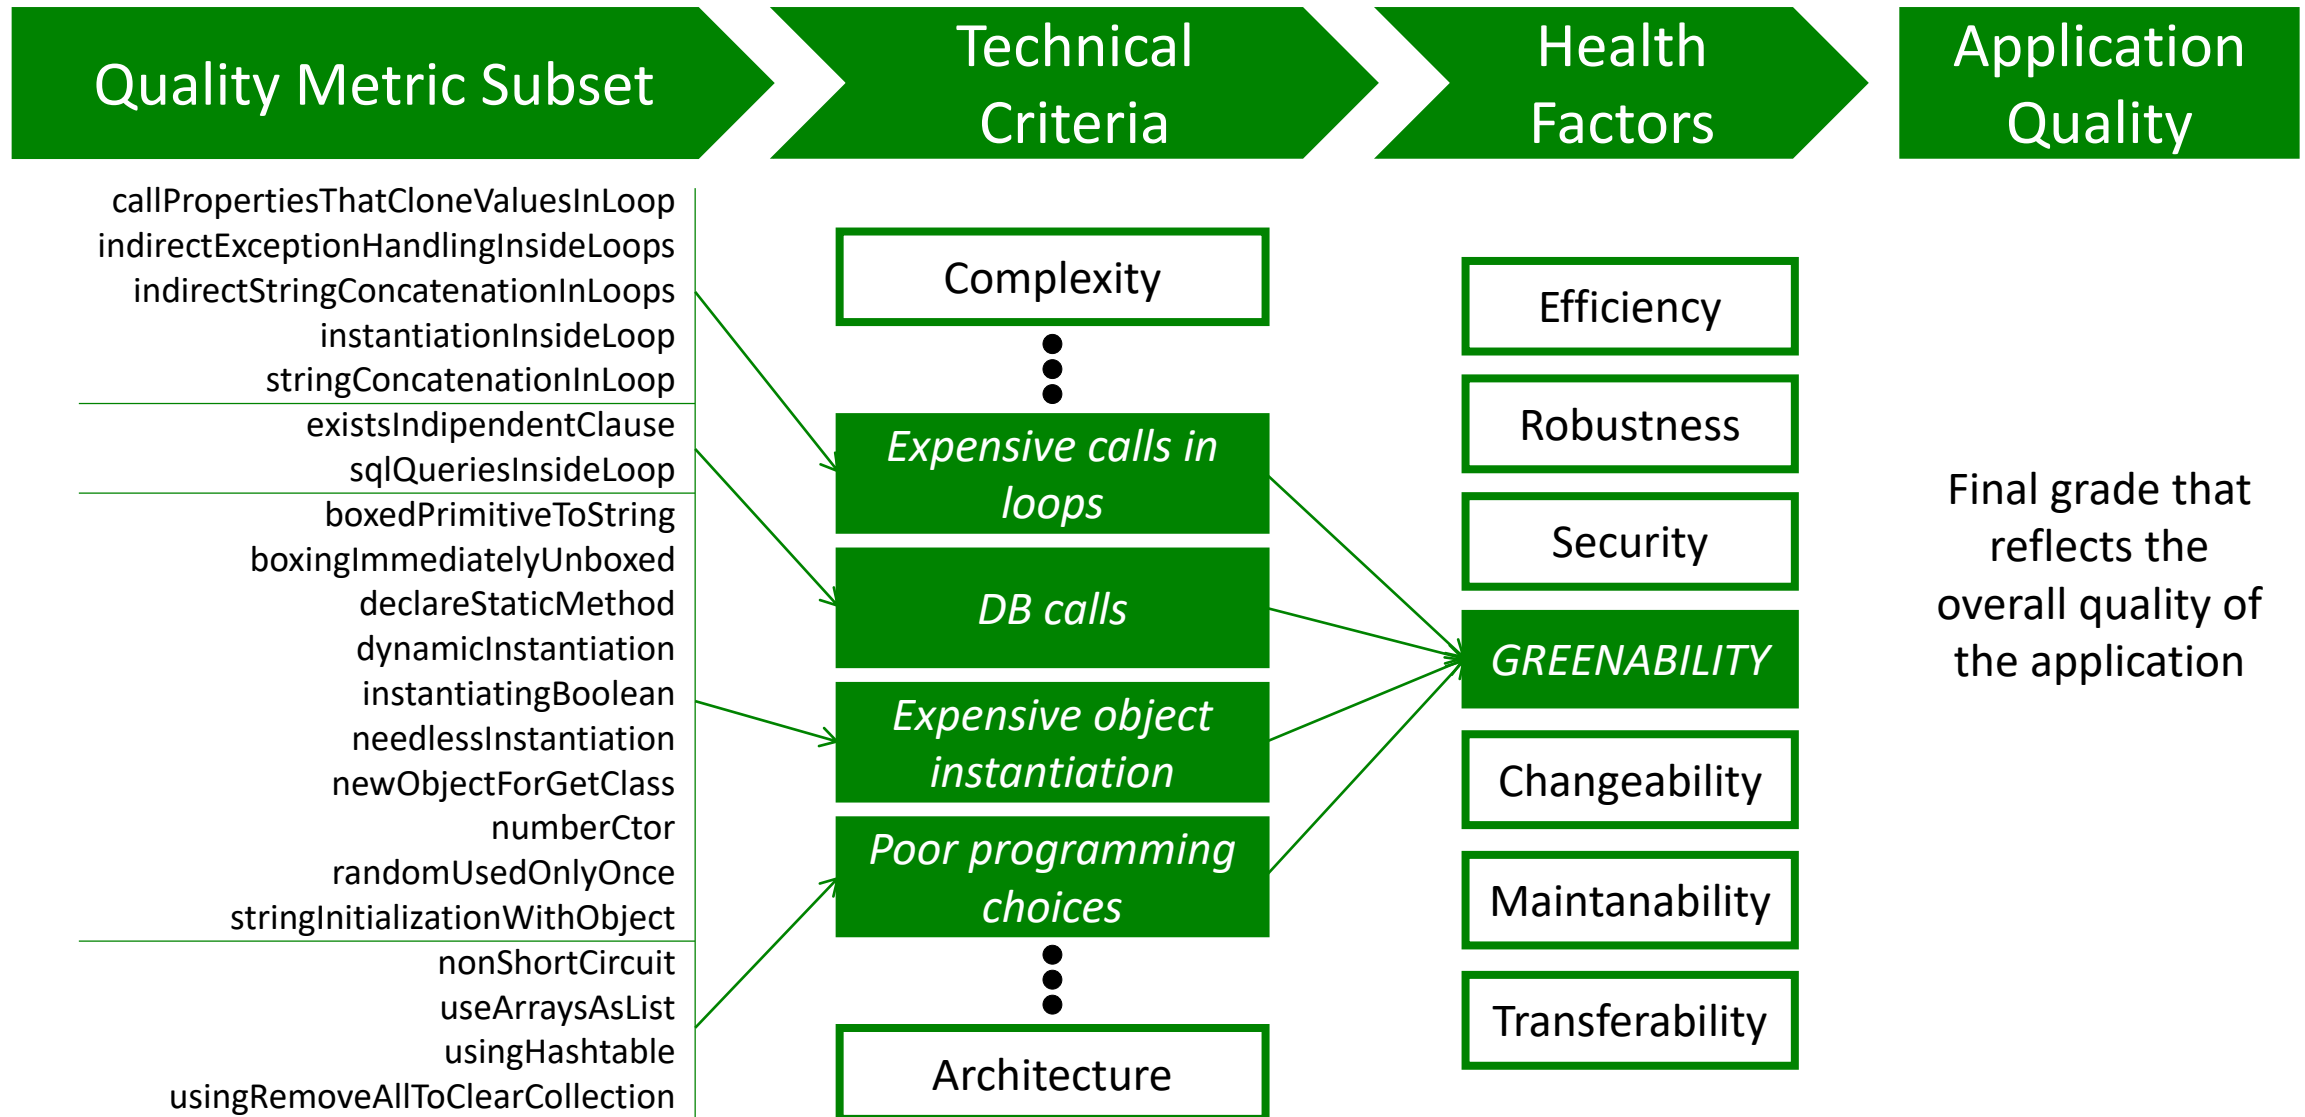 Quality Metric Subset
Technical
Criteria
Health
Factors
Application
Quality
callPropertiesThatCloneValuesInLoop
indirectExceptionHandlingInsideLoops
indirectStringConcatenationInLoops
instantiationInsideLoop
stringConcatenationInLoop
existsIndipendentClause
sqlQueriesInsideLoop
boxedPrimitiveToString
boxingImmediatelyUnboxed
declareStaticMethod
dynamicInstantiation
instantiatingBoolean
needlessInstantiation
newObjectForGetClass
numberCtor
randomUsedOnlyOnce
stringInitializationWithObject
nonShortCircuit
useArraysAsList
usingHashtable
usingRemoveAllToClearCollection
Complexity
Expensive calls in
loops
DB calls
Expensive object
instantiation
Poor programming
choices
Architecture
Efficiency
Robustness
Security
GREENABILITY
Changeability
Maintanability
Transferability
Final grade that
reflects the
overall quality of
the application